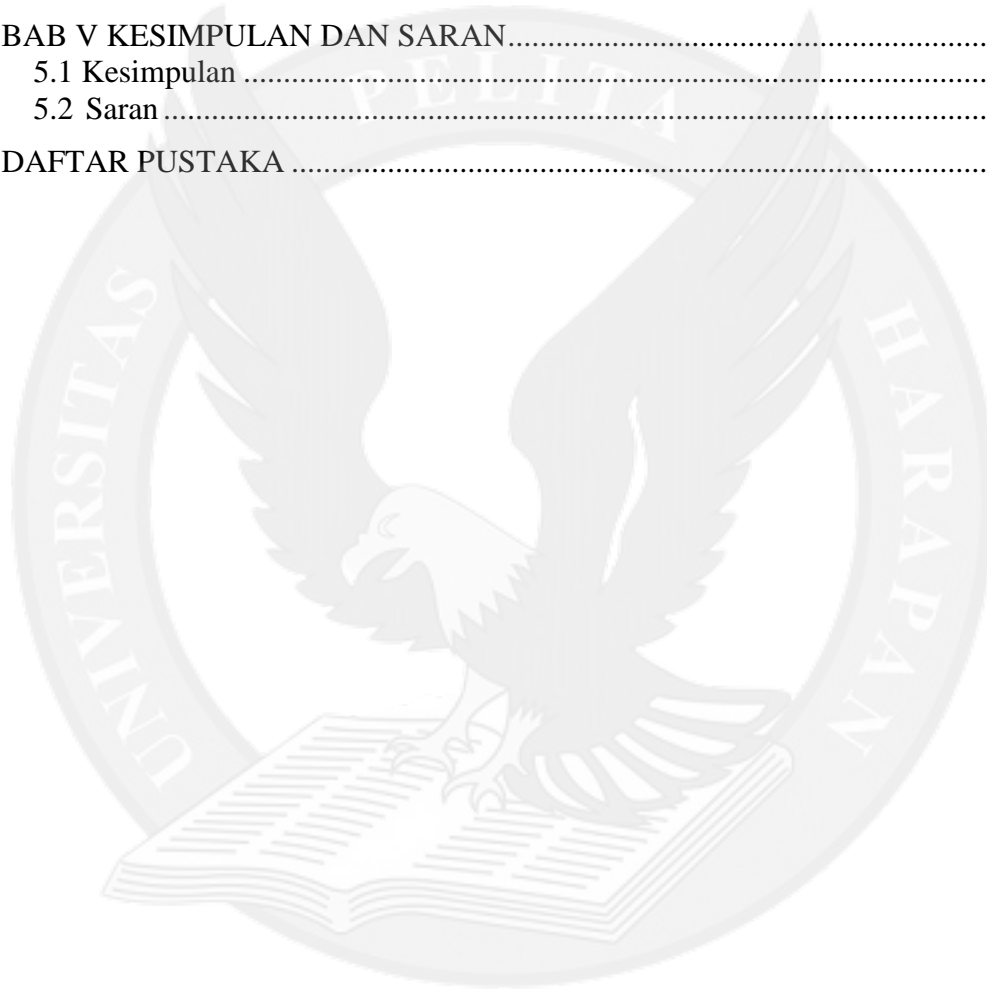 BAB V KESIMPULAN DAN SARAN................................................................
5.1 Kesimpulan ................................................................................................
5.2 Saran ..........................................................................................................
DAFTAR PUSTAKA ..........................................................................................
UNIVERSITAS PELITA HARAPAN